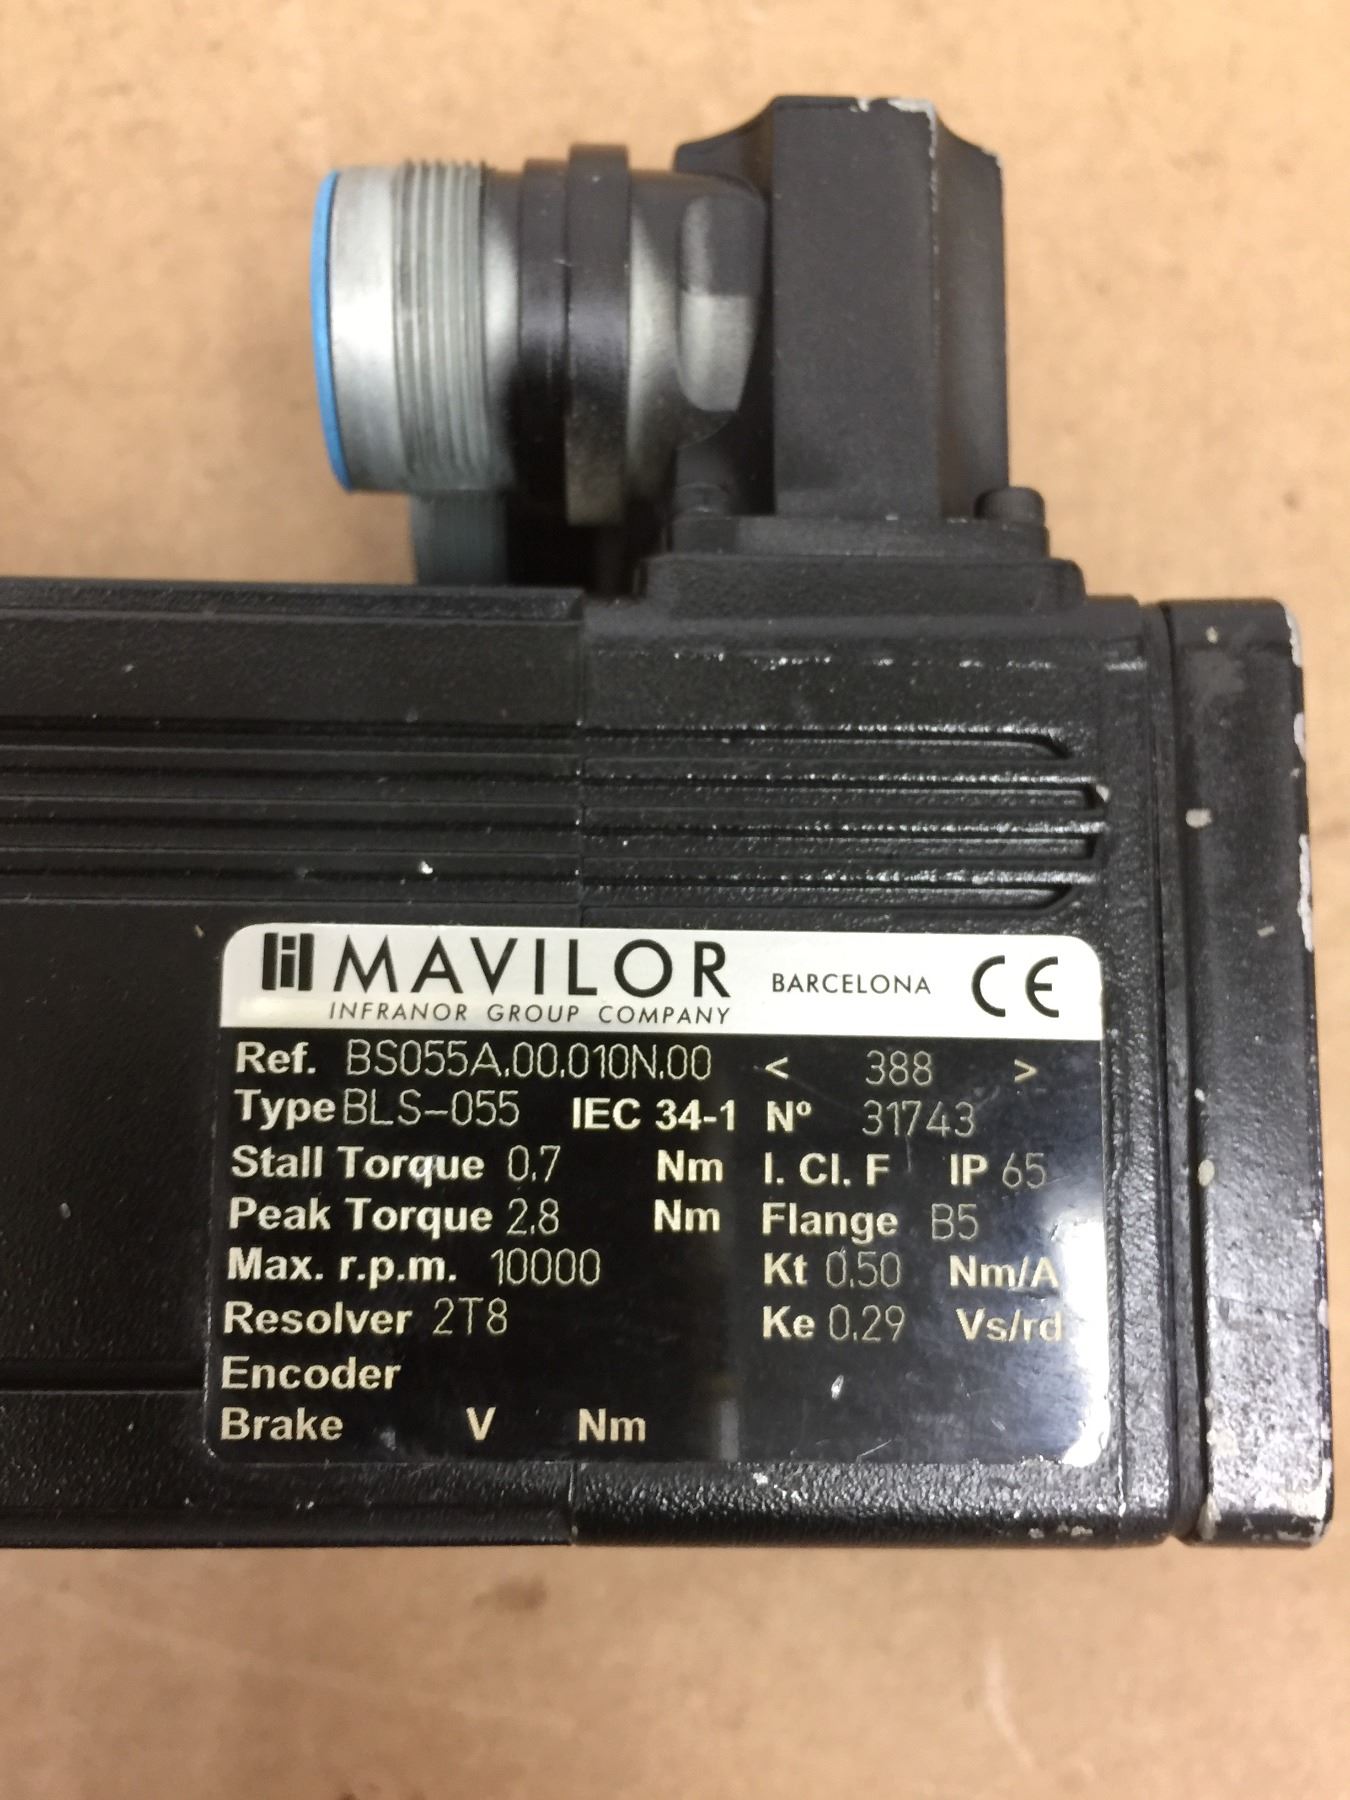 MAVILOR BARCELONA CE
INFRANOR GROUP COMPANY
Ref. BS055A.00.010N.00 < 388 >
Type BLS-055 IEC 34-1 Nº 31743
Stall Torque 0.7 Nm I. Cl. F IP 65
Peak Torque 2.8 Nm Flange B5
Max. r.p.m. 10000 Kt 0.50 Nm/A
Resolver 2T8 Ke 0.29 Vs/rd
Encoder
Brake V Nm